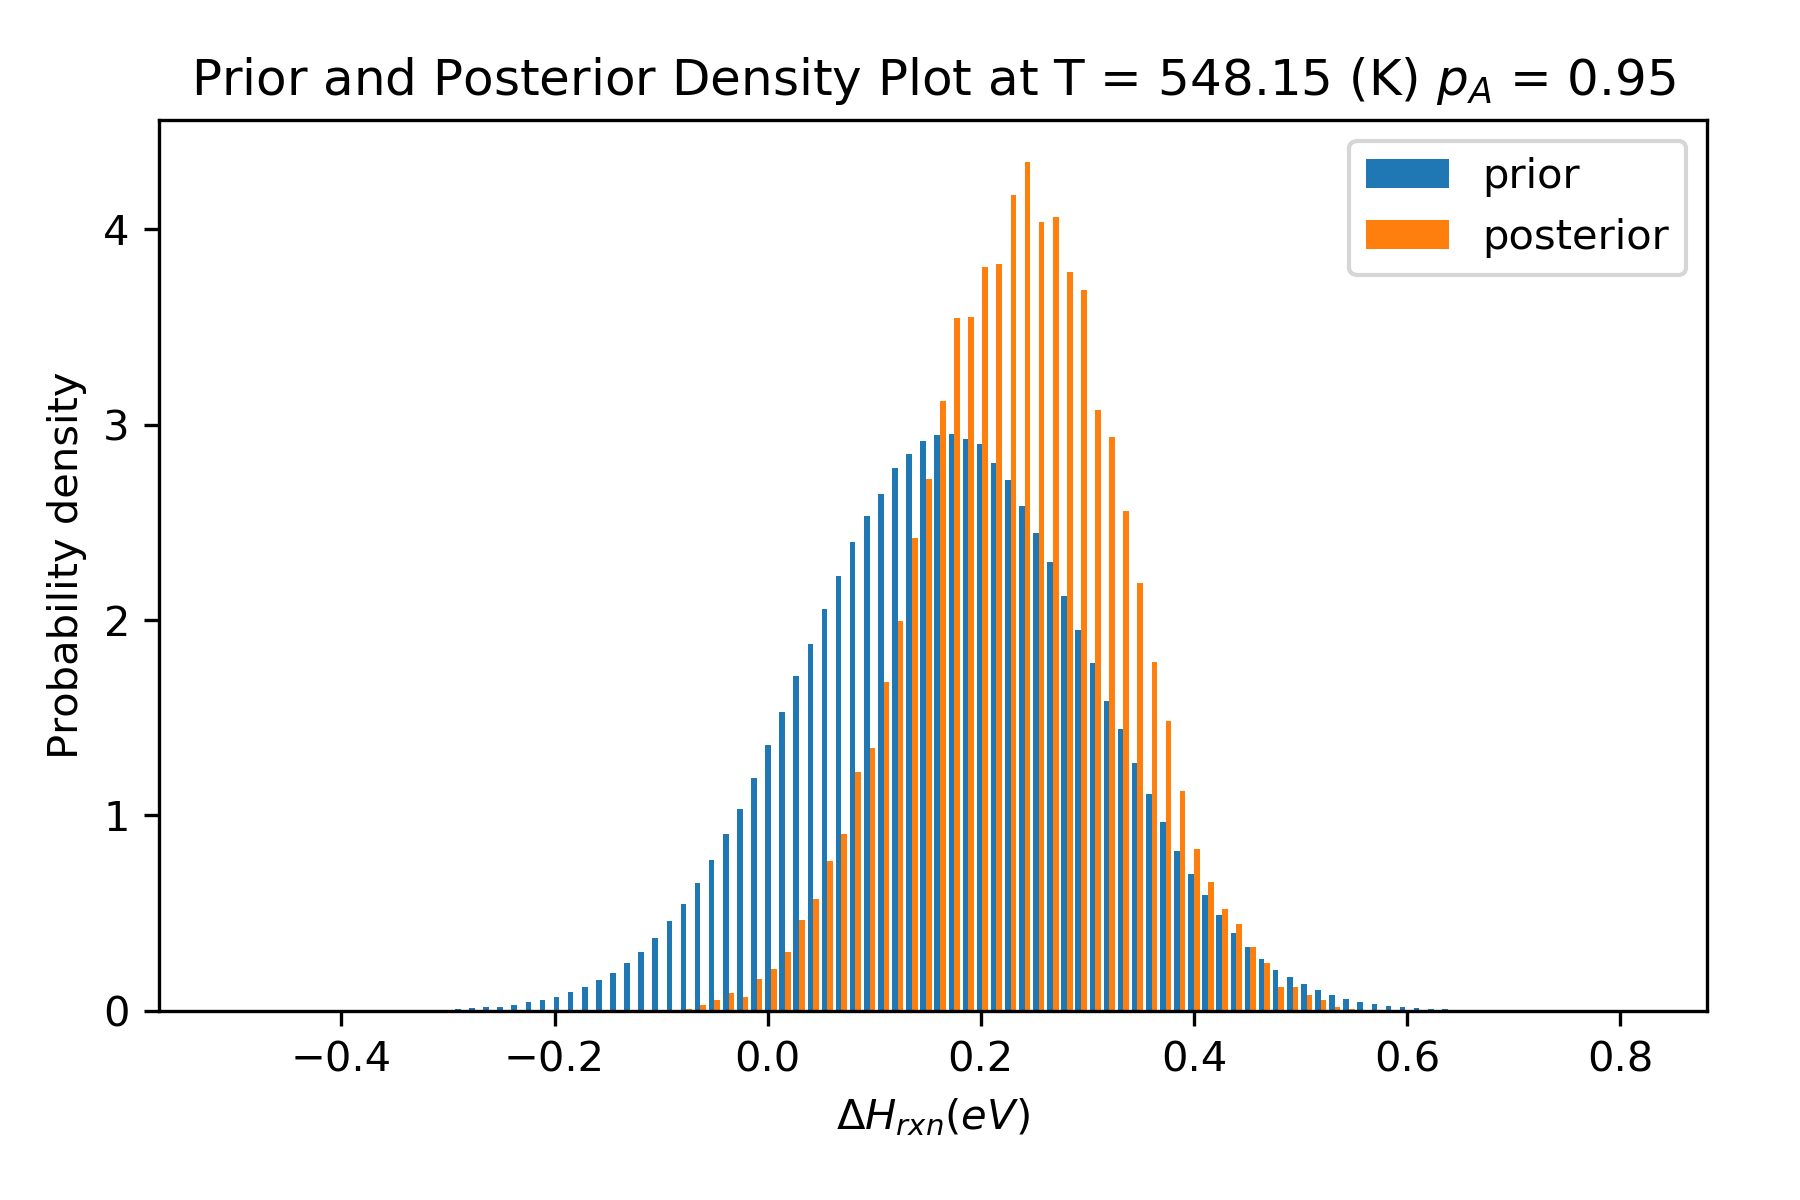 Prior and Posterior Density Plot at T = 548.15 (K) p_A = 0.95
prior
posterior
4
3
2
1
0
Probability density
−0.4 −0.2 0.0 0.2 0.4 0.6 0.8
ΔH_rxn(eV)